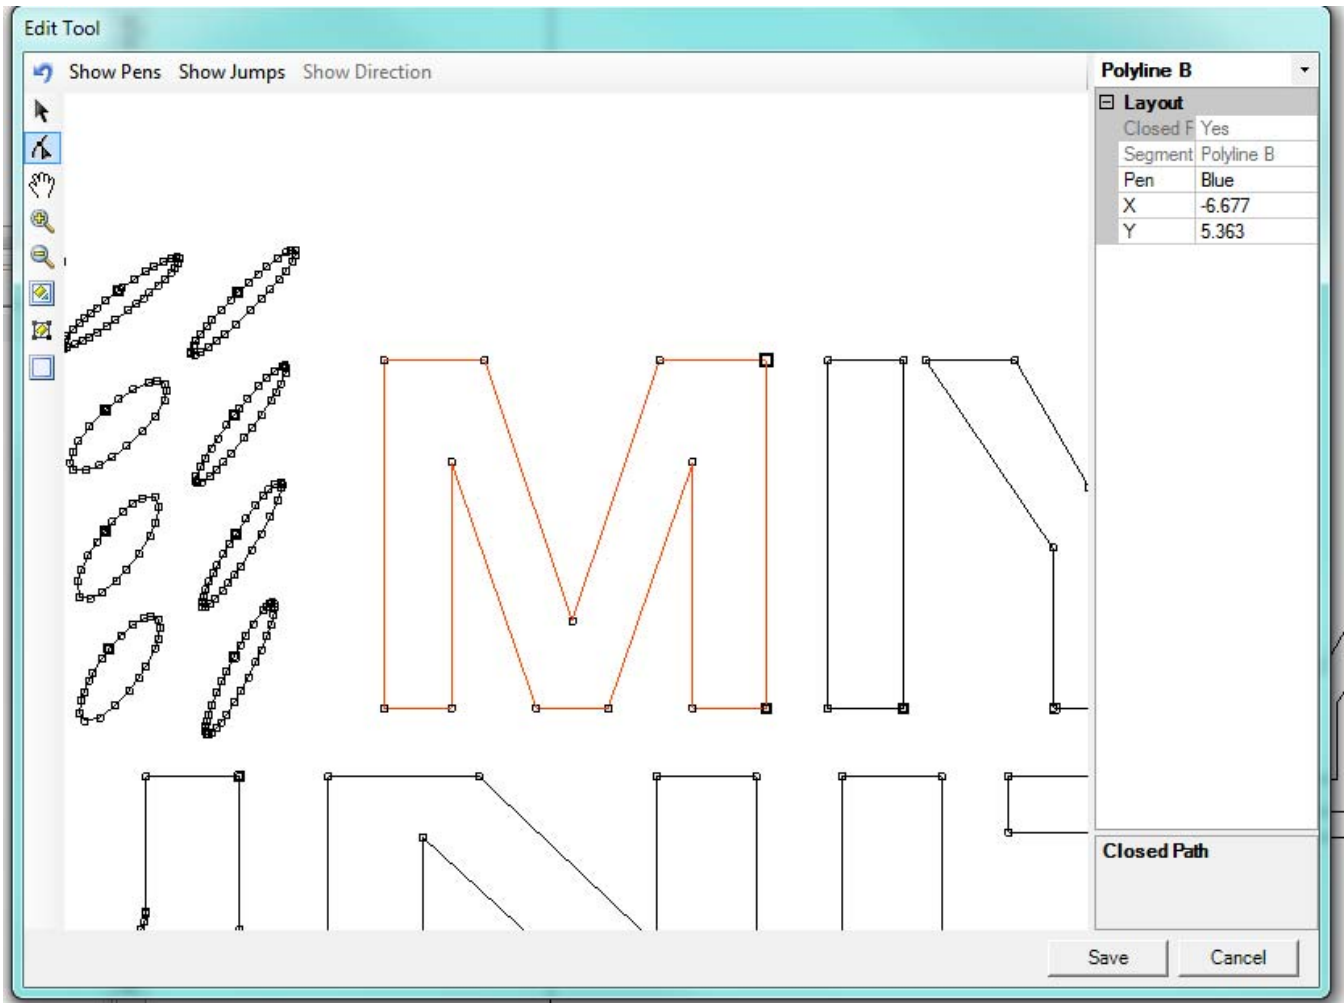 Edit Tool
Show Pens Show Jumps Show Direction
Polyline B
Layout
Closed F Yes
Segment Polyline B
Pen Blue
X -6.677
Y 5.363
M
Closed Path
Save Cancel